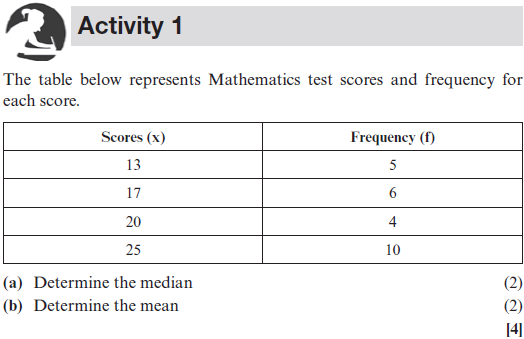 Activity 1
The table below represents Mathematics test scores and frequency for
each score.
Scores (x) Frequency (f)
13 5
17 6
20 4
25 10
(a) Determine the median (2)
(b) Determine the mean (2)
[4]